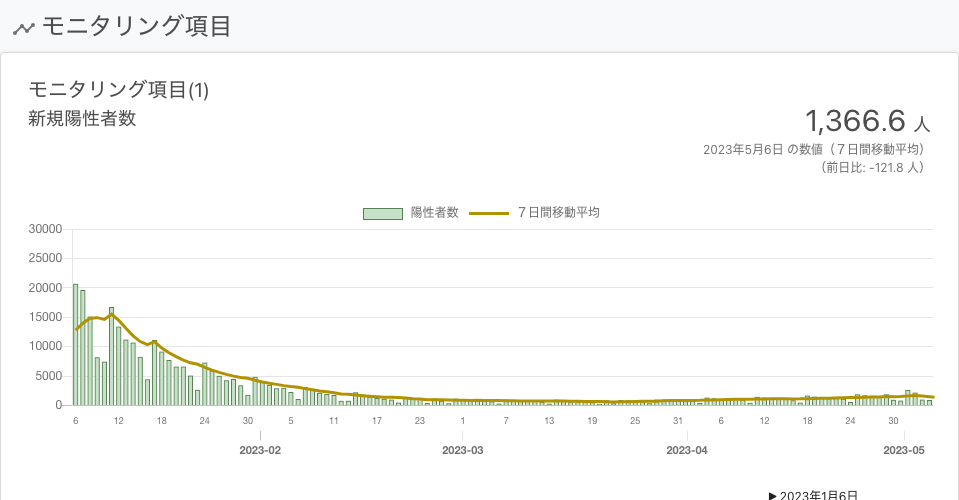 モニタリング項目
モニタリング項目(1)
新規陽性者数
1,366.6 人
2023年5月6日 の数値（７日間移動平均）
（前日比: -121.8 人）
陽性者数 ７日間移動平均
30000
25000
20000
15000
10000
5000
0
6 12 18 24 30 5 11 17 23 1 7 13 19 25 31 6 12 18 24 30
2023-02 2023-03 2023-04 2023-05
▶ 2023年1月6日